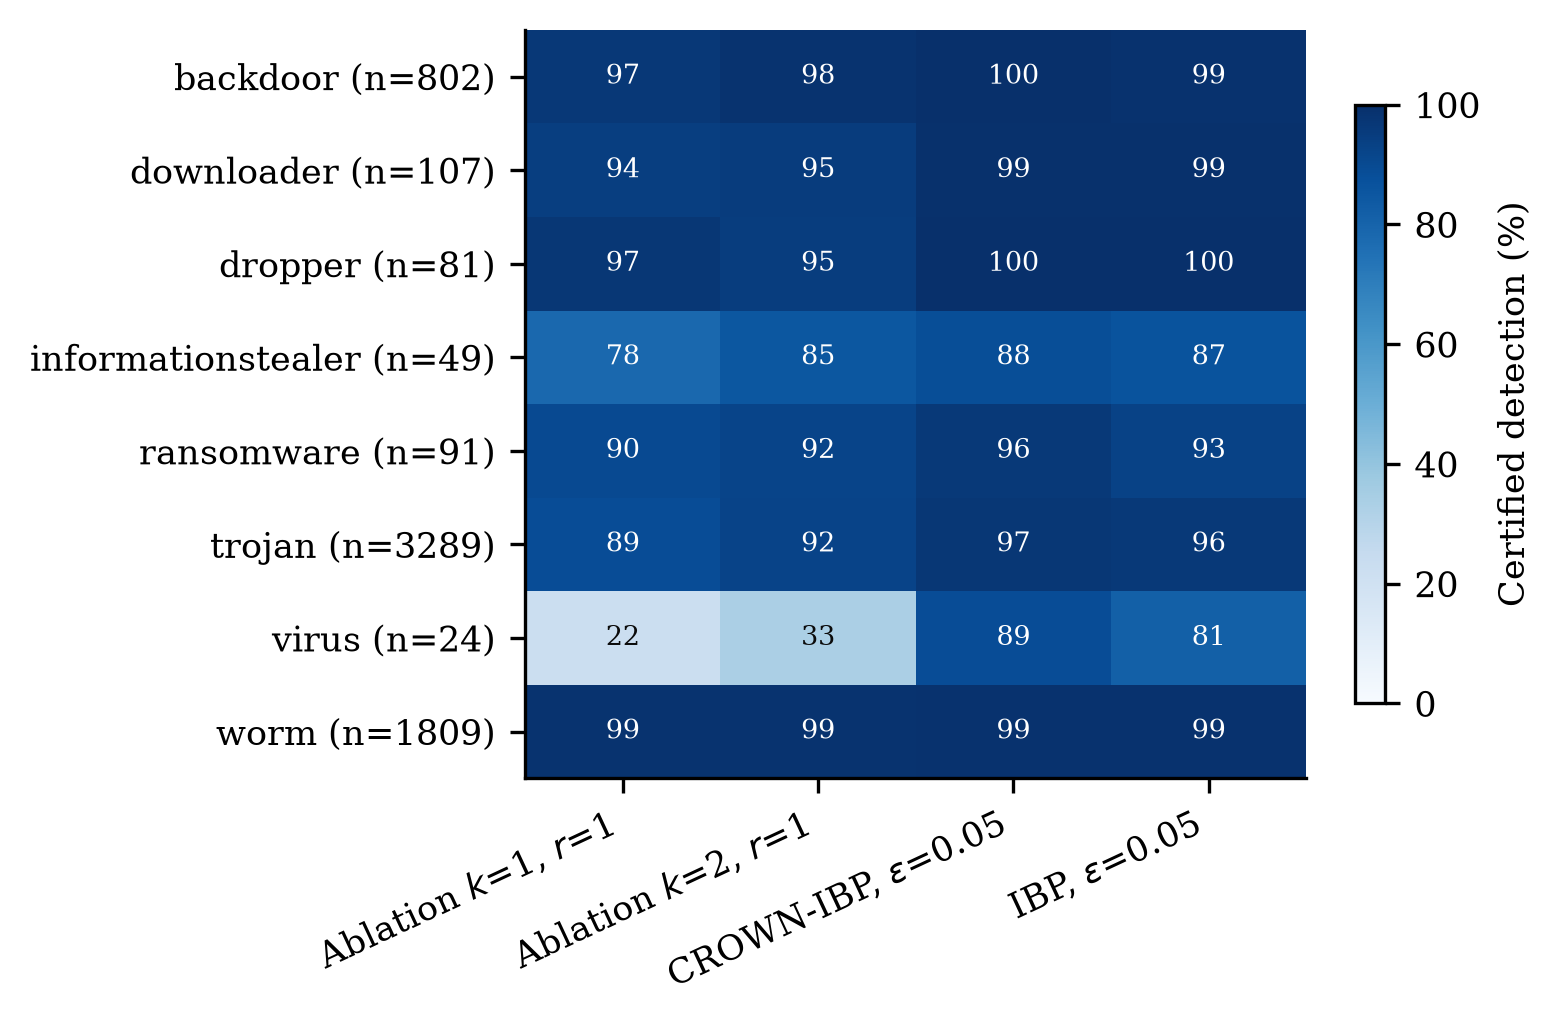 backdoor (n=802) 97 98 100 99
downloader (n=107) 94 95 99 99
dropper (n=81) 97 95 100 100
informationstealer (n=49) 78 85 88 87
ransomware (n=91) 90 92 96 93
trojan (n=3289) 89 92 97 96
virus (n=24) 22 33 89 81
worm (n=1809) 99 99 99 99
Ablation k=1, r=1
Ablation k=2, r=1
CROWN-IBP, ε=0.05
IBP, ε=0.05
100
80
60
40
20
0
Certified detection (%)